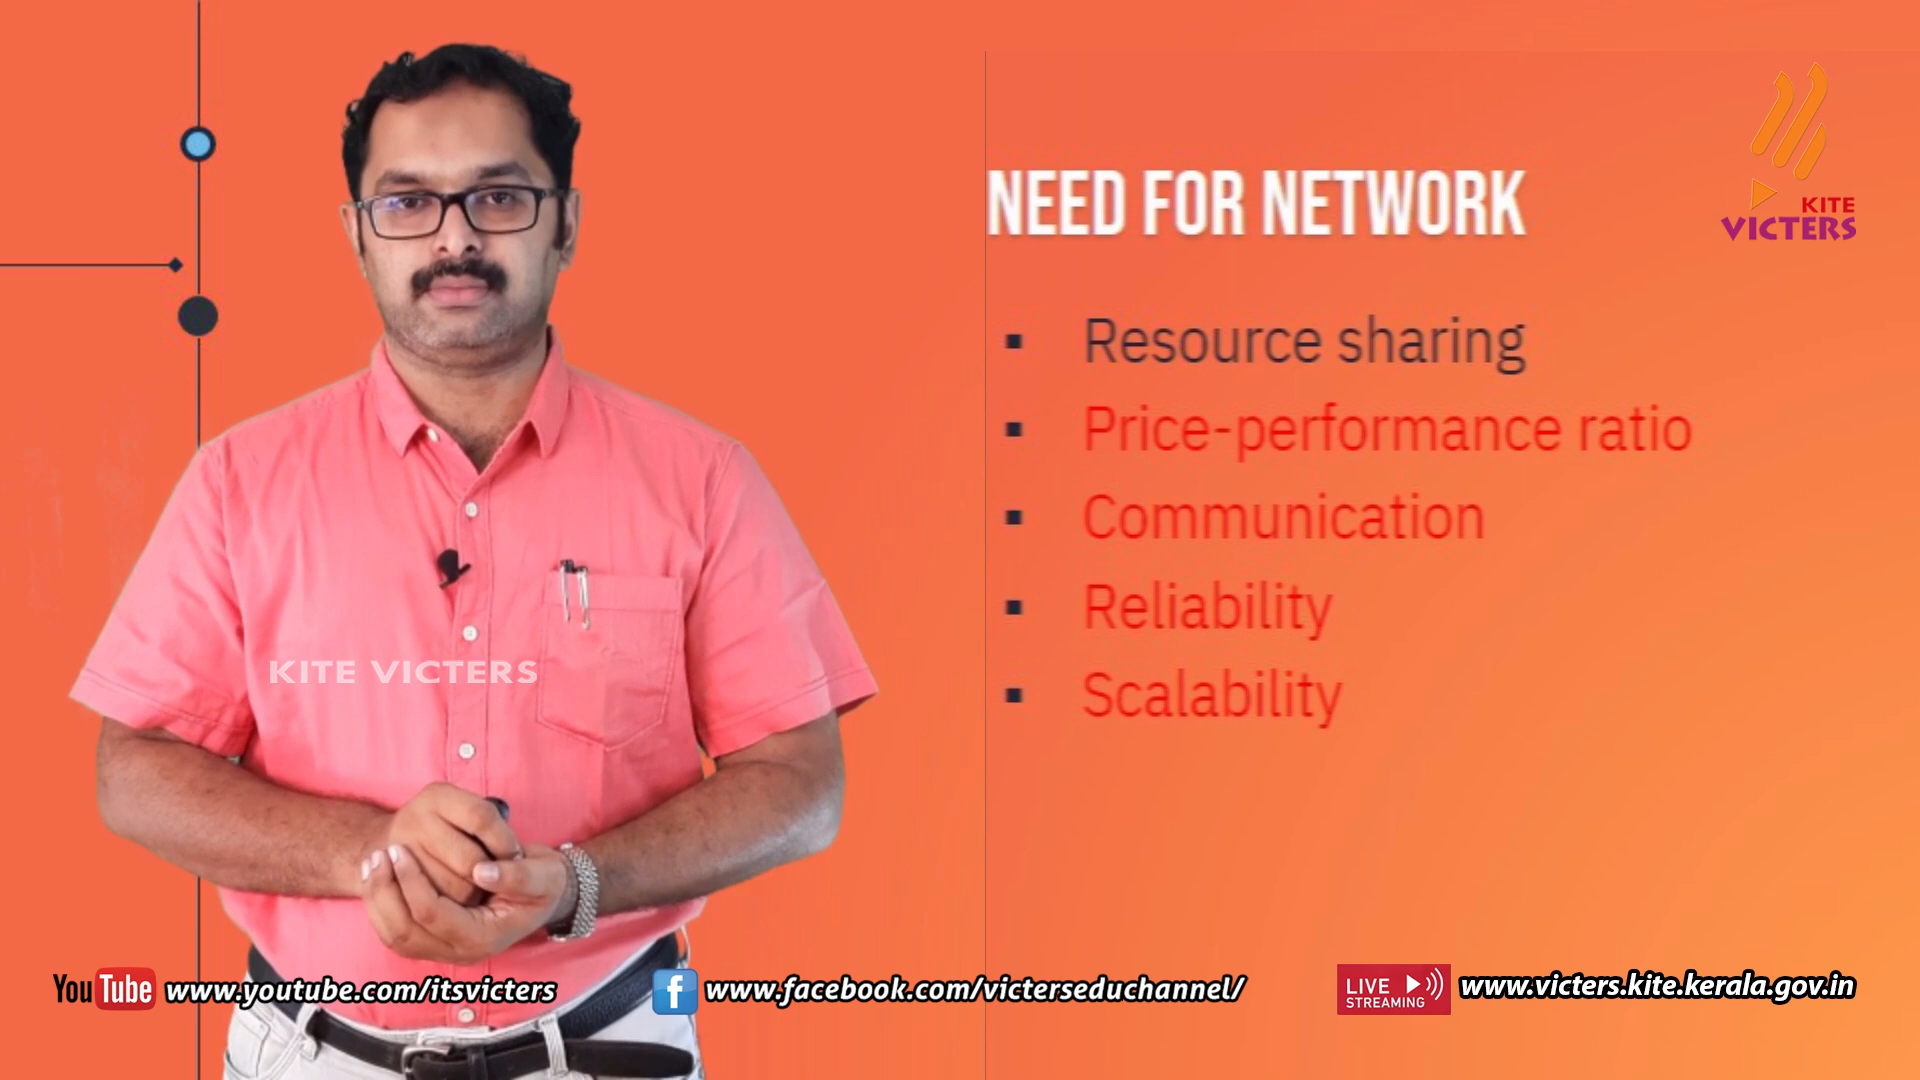 NEED FOR NETWORK
KITE
VICTERS
Resource sharing
Price-performance ratio
Communication
Reliability
Scalability
KITE VICTERS
YouTube www.youtube.com/itsvicters
f www.facebook.com/victerseduchannel/
LIVE STREAMING www.victers.kite.kerala.gov.in